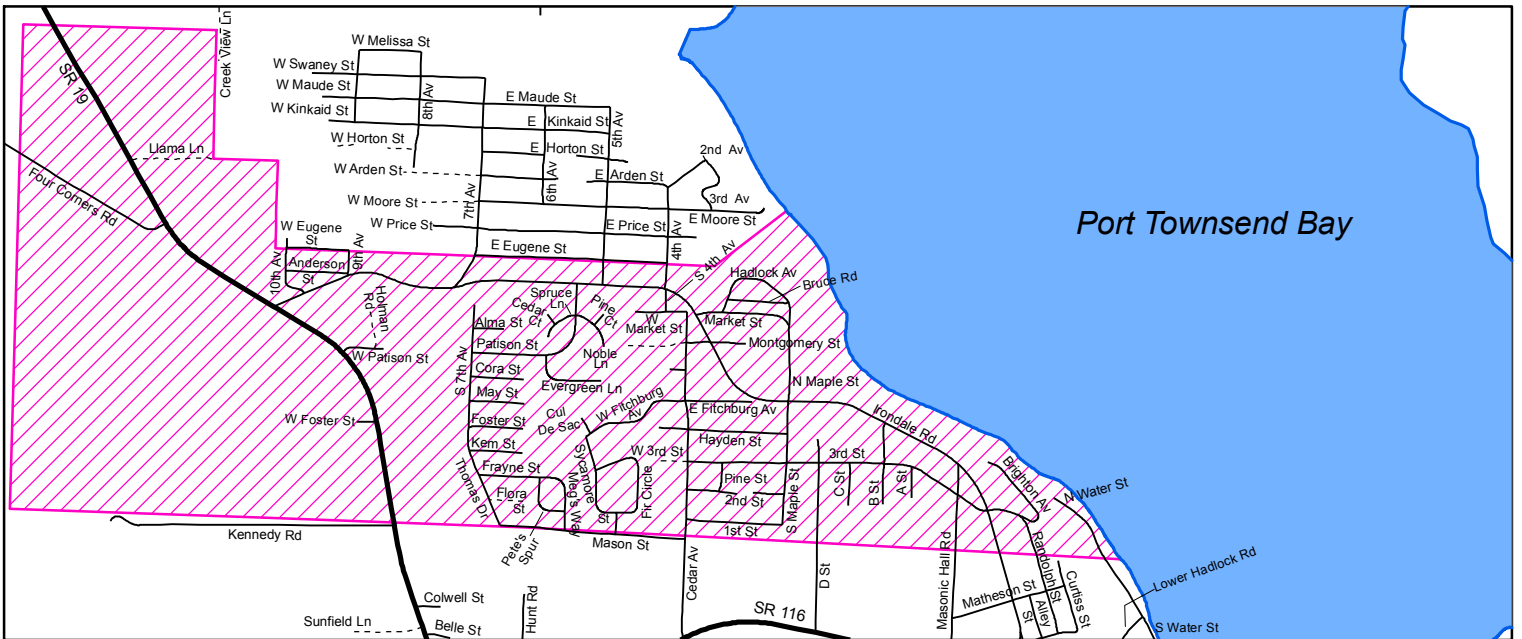 Creek View Ln
SR 19
W Melissa St
W Swaney St
W Maude St
W Kinkaid St
8th Av
E Maude St
E Kinkaid St
5th Av
W Horton St
E Horton St
Llama Ln
W Arden St
E Arden St
2nd Av
6th Av
7th Av
3rd Av
Four Corners Rd
W Moore St
E Moore St
W Price St
E Price St
4th Av
Port Townsend Bay
W Eugene
St
9th Av
E Eugene St
S 4th Av
10th Av
Anderson
St
Hadlock Av
Bruce Rd
Holman
Rd
Spruce
Ln
Cedar
Ct
Pine
Ct
Alma St
W
Market St
Market St
Patison St
W Patison St
Noble
Ln
Montgomery St
S 7th Av
Cora St
Evergreen Ln
N Maple St
May St
W Fitchburg
Av
E Fitchburg Av
Irondale Rd
W Foster St
Foster St
Cul
De Sac
Hayden St
Kem St
W 3rd St
3rd St
Sycamore
St
Thomas Dr
Frayne St
Meg's Way
Fir Circle
Pine St
S Maple St
C St
B St
A St
Brighton Av
N Water St
Flora
St
2nd St
1st St
Kennedy Rd
Pete's
Spur
Mason St
Cedar Av
D St
Masonic Hall Rd
Randolph St
Lower Hadlock Rd
Colwell St
Hunt Rd
Matheson St
Curtiss St
Alley
St
Sunfield Ln
Belle St
SR 116
S Water St